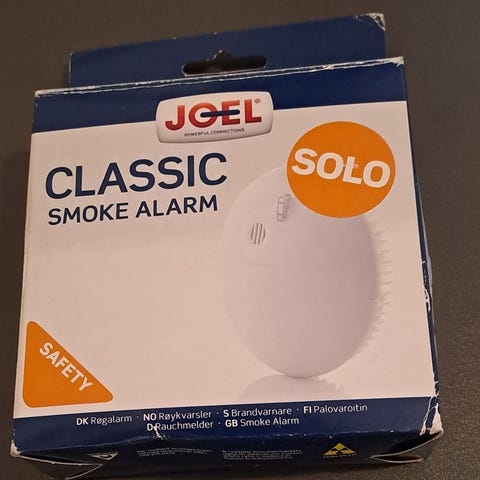 JOEL®
POWERFUL CONNECTIONS
CLASSIC
SMOKE ALARM
SOLO
SAFETY
DK Røgalarm · NO Røykvarsler · S Brandvarnare · FI Palovaroitin
D Rauchmelder · GB Smoke Alarm